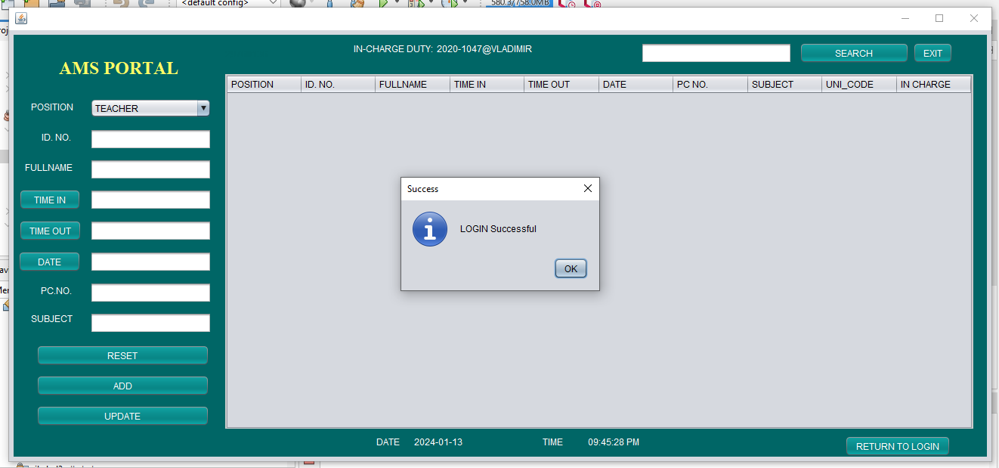 <default config>
580.3/758.0MB
IN-CHARGE DUTY: 2020-1047@VLADIMIR
SEARCH
EXIT
AMS PORTAL
POSITION
TEACHER
ID. NO.
FULLNAME
TIME IN
TIME OUT
DATE
PC.NO.
SUBJECT
RESET
ADD
UPDATE
POSITION ID. NO. FULLNAME TIME IN TIME OUT DATE PC NO. SUBJECT UNI_CODE IN CHARGE
Success
LOGIN Successful
OK
DATE 2024-01-13 TIME 09:45:28 PM
RETURN TO LOGIN